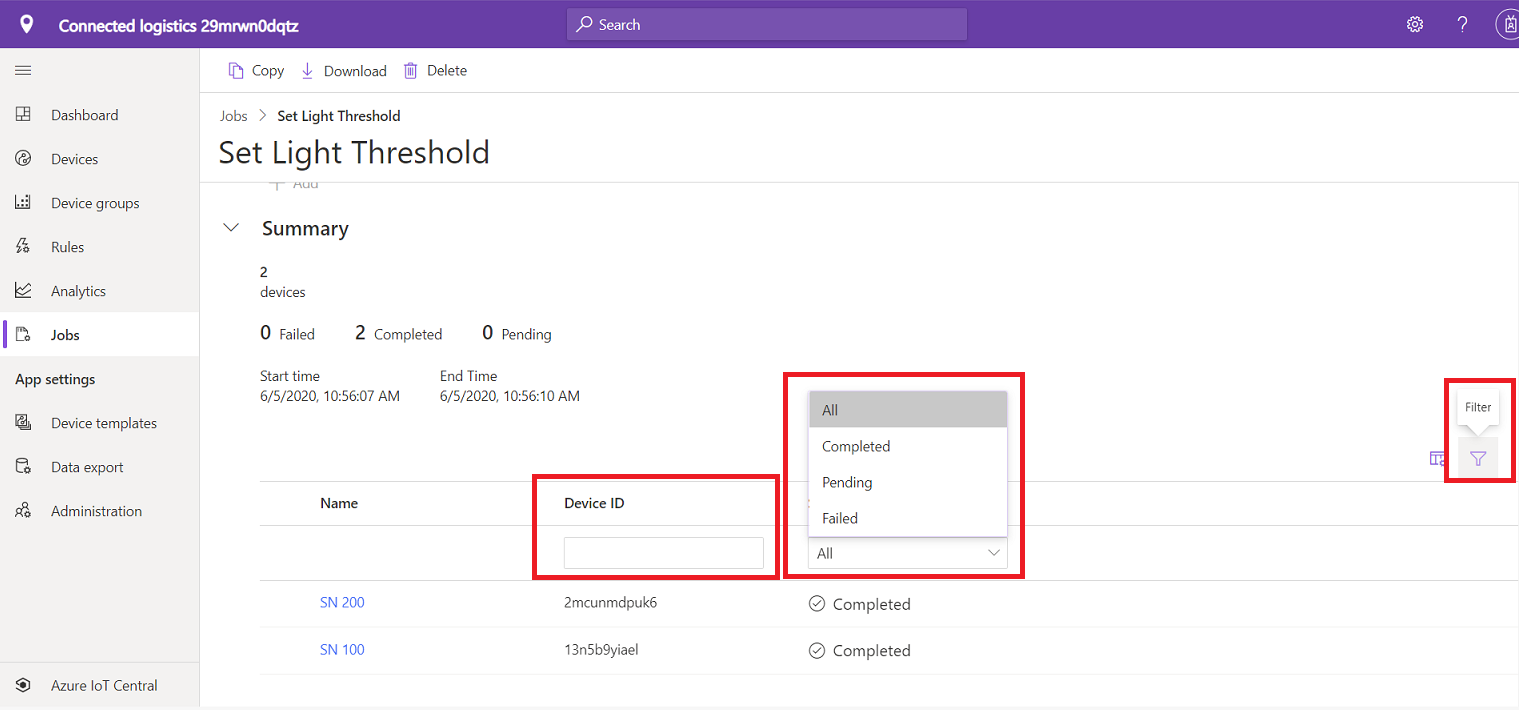 Connected logistics 29mrwn0dqtz
Search
?
Copy
Download
Delete
Dashboard
Devices
Device groups
Rules
Analytics
Jobs
App settings
Device templates
Data export
Administration
Azure IoT Central
Jobs > Set Light Threshold
Set Light Threshold
+ Add
Summary
2
devices
0 Failed 2 Completed 0 Pending
Start time End Time
6/5/2020, 10:56:07 AM 6/5/2020, 10:56:10 AM
Filter
All
Completed
Pending
Failed
Name Device ID
All
SN 200 2mcunmdpuk6 Completed
SN 100 13n5b9yiael Completed